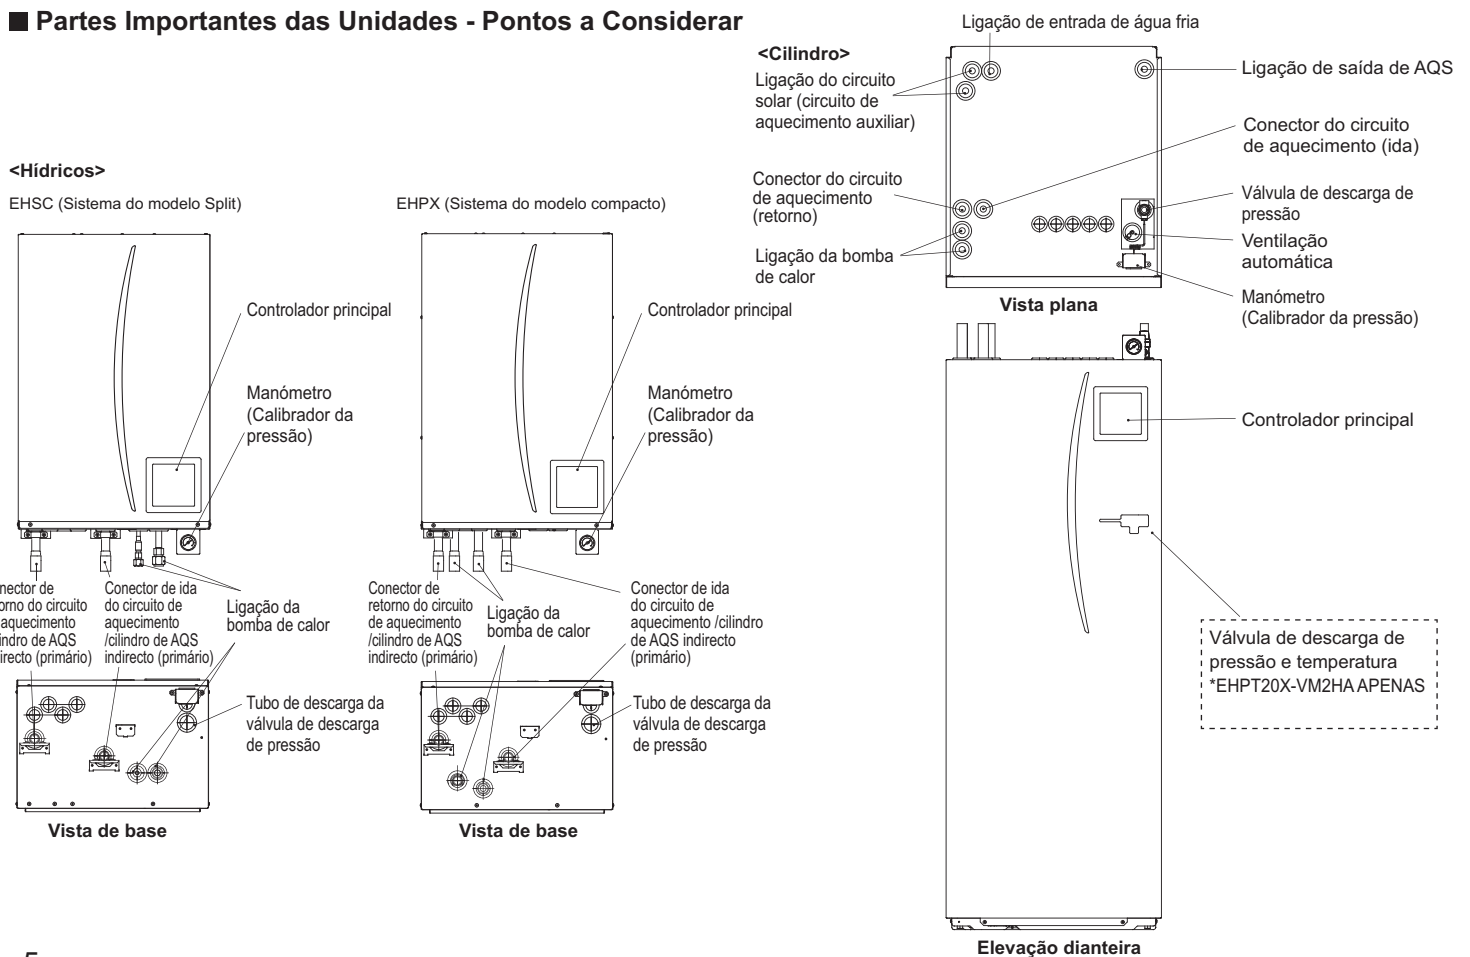 ■ Partes Importantes das Unidades - Pontos a Considerar
<Hídricos>
EHSC (Sistema do modelo Split)
Controlador principal
Manómetro
(Calibrador da
pressão)
de
do circuito
aquecimento
de AQS
(primário)
Conector de ida
do circuito de
aquecimento
/cilindro de AQS
indirecto (primário)
Ligação da
bomba de calor
Tubo de descarga da
válvula de descarga
de pressão
Vista de base
EHPX (Sistema do modelo compacto)
Controlador principal
Manómetro
(Calibrador da
pressão)
Conector de
retorno do circuito
de aquecimento
/cilindro de AQS
indirecto (primário)
Ligação da
bomba de calor
Conector de ida
do circuito de
aquecimento /cilindro
de AQS indirecto
(primário)
Tubo de descarga da
válvula de descarga
de pressão
Vista de base
<Cilindro>
Ligação de entrada de água fria
Ligação do circuito
solar (circuito de
aquecimento auxiliar)
Conector do circuito
de aquecimento
(retorno)
Ligação da bomba
de calor
Ligação de saída de AQS
Conector do circuito
de aquecimento (ida)
Válvula de descarga de
pressão
Ventilação
automática
Manómetro
(Calibrador da pressão)
Vista plana
Controlador principal
Válvula de descarga de
pressão e temperatura
*EHPT20X-VM2HA APENAS
Elevação dianteira